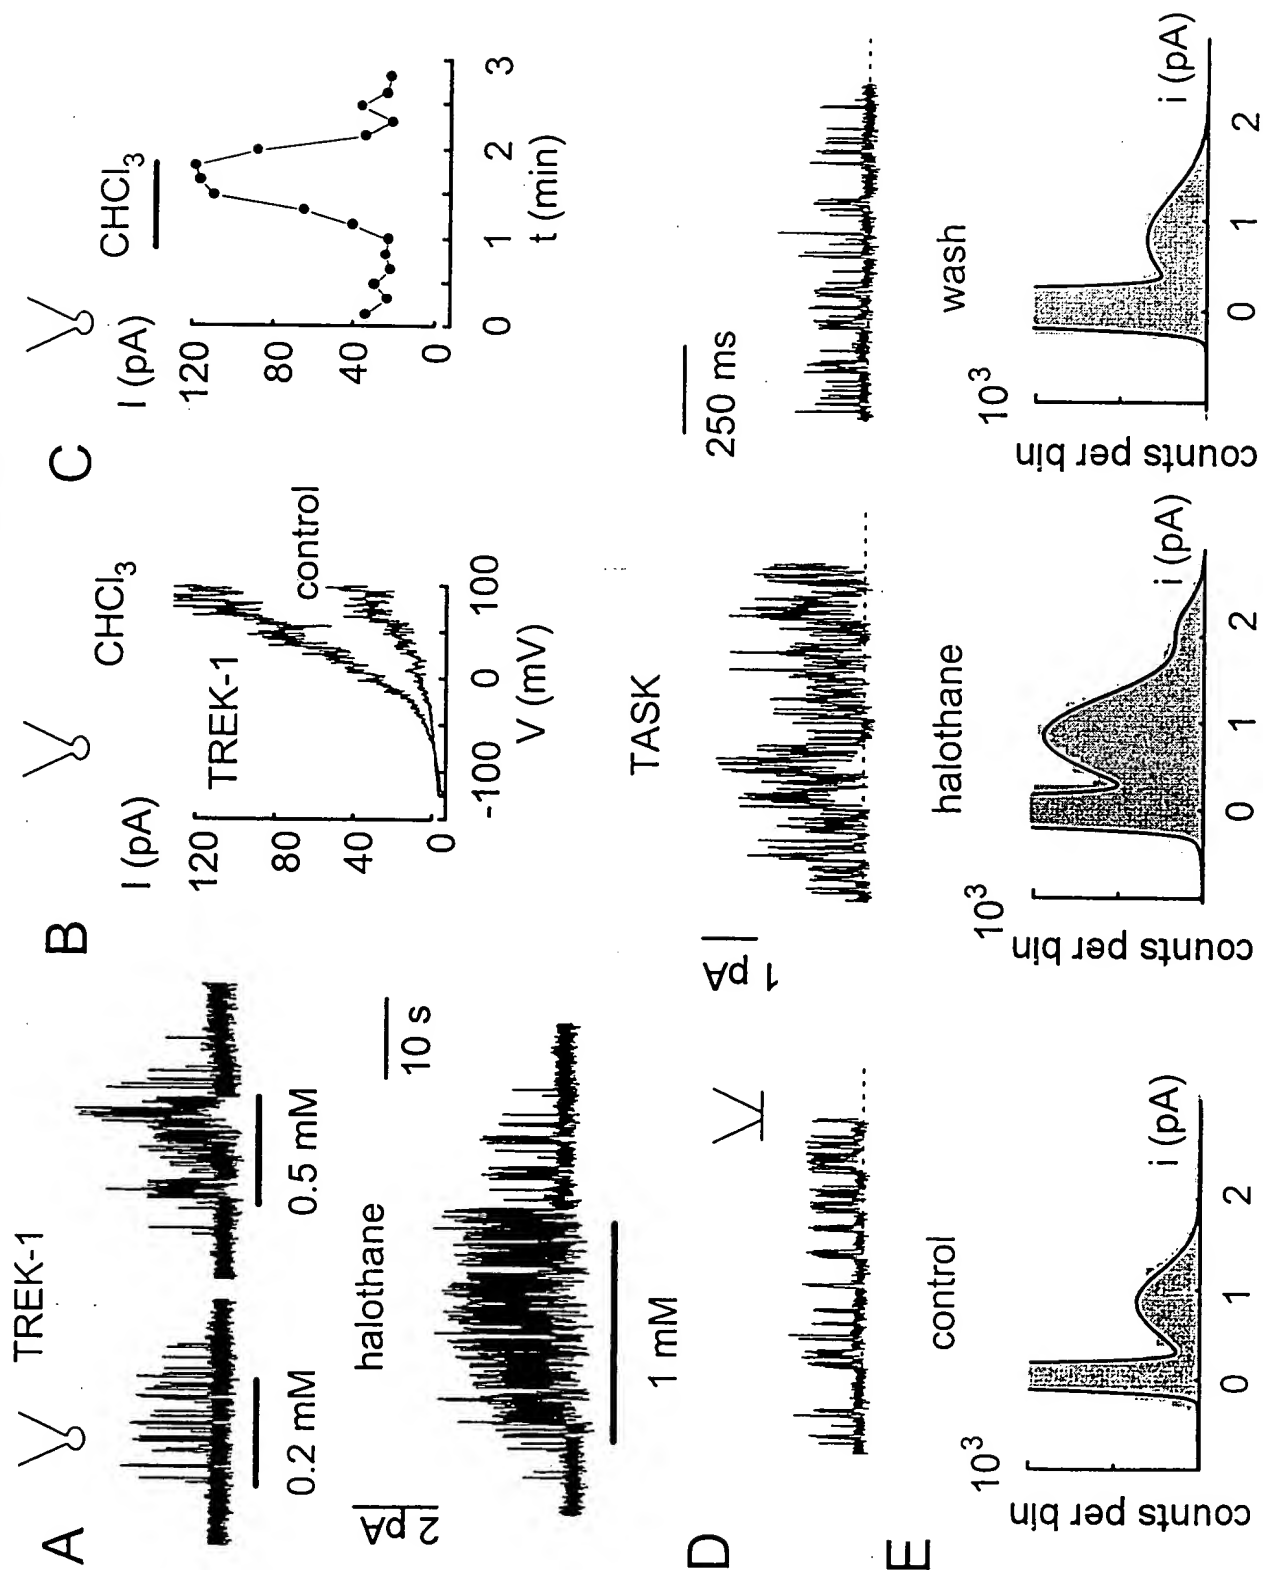 A
TREK-1
0.2 mM
0.5 mM
halothane
2 pA
10 s
1 mM
B
I (pA)
120
80
40
0
TREK-1
CHCl3
control
-100
0
100
V (mV)
C
I (pA)
120
80
40
0
CHCl3
0
1
2
3
t (min)
D
TASK
1 pA
250 ms
E
control
10³
counts per bin
i (pA)
0
1
2
halothane
10³
counts per bin
i (pA)
0
1
2
wash
10³
counts per bin
i (pA)
0
1
2